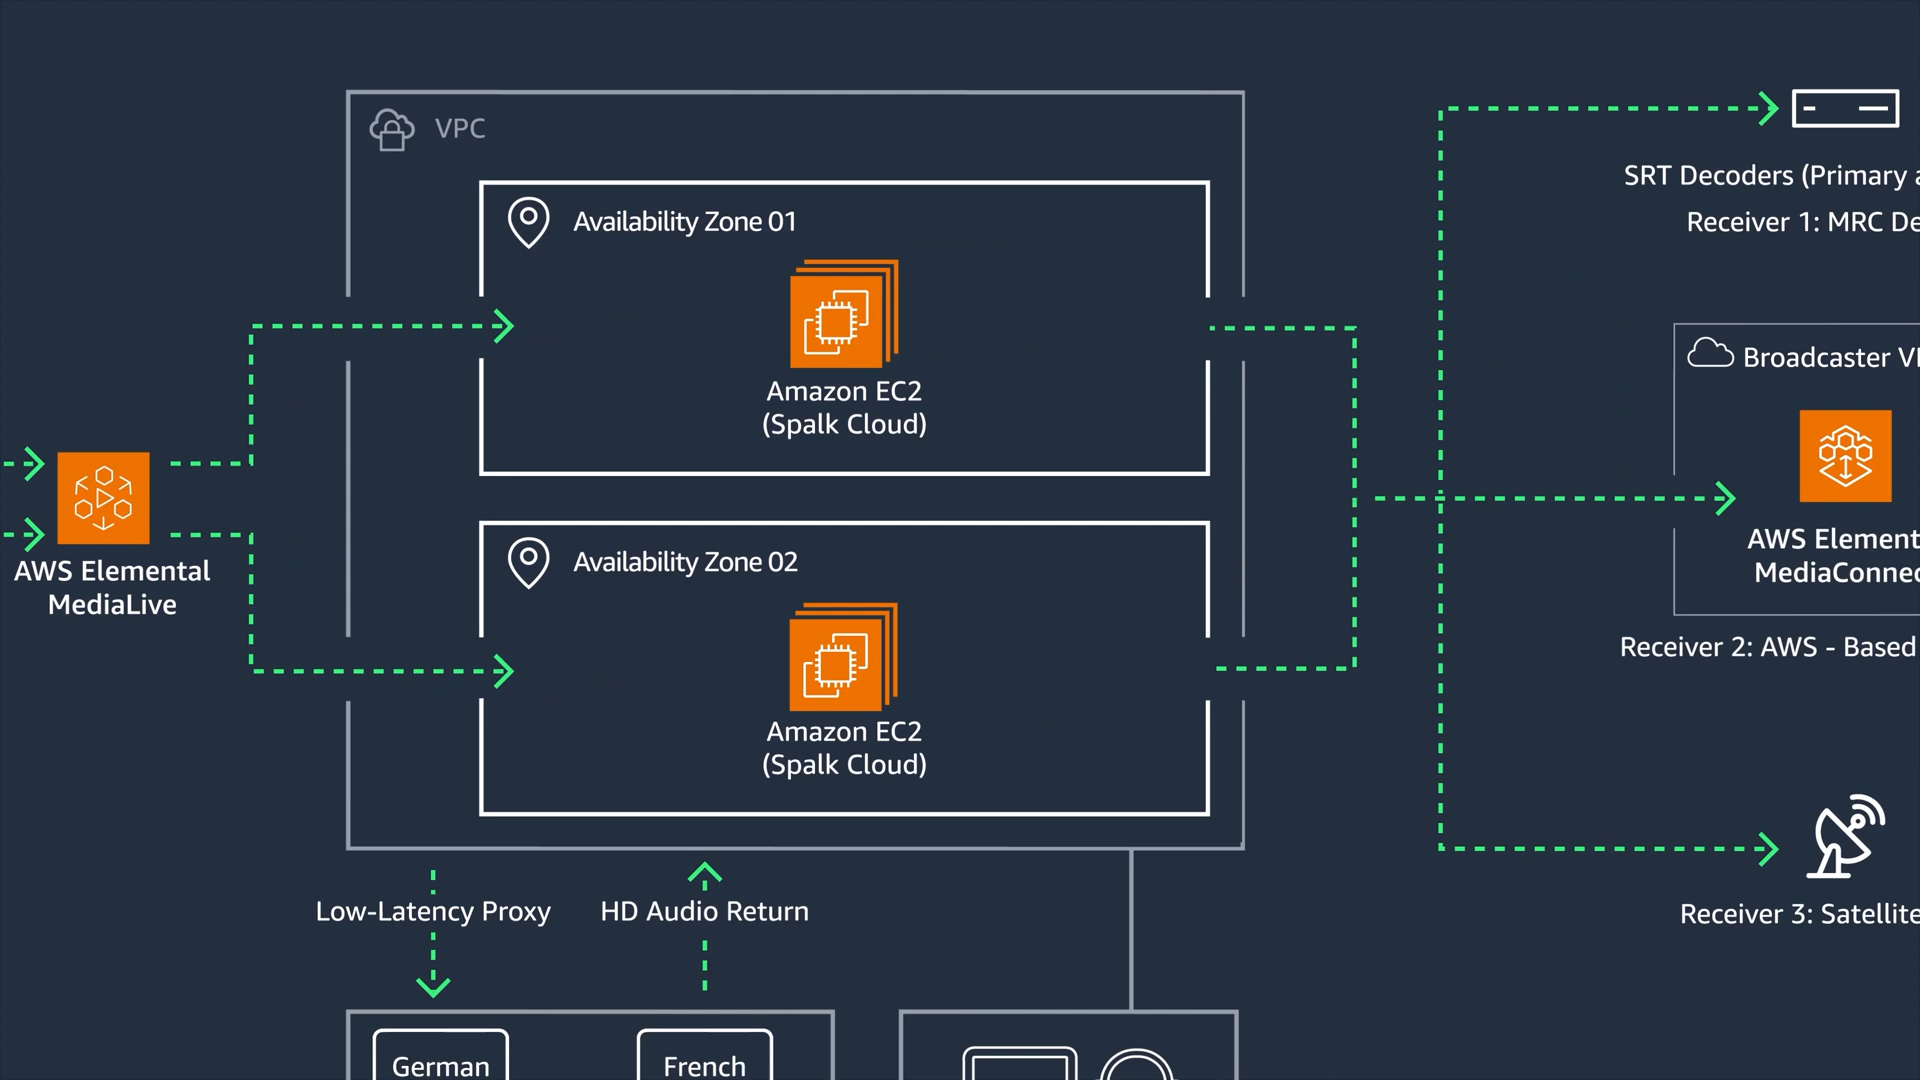 VPC
Availability Zone 01
Amazon EC2
(Spalk Cloud)
AWS Elemental
MediaLive
Availability Zone 02
Amazon EC2
(Spalk Cloud)
Low-Latency Proxy
HD Audio Return
German
French
SRT Decoders (Primary
Receiver 1: MRC
Broadcaster
AWS
Receiver 2: AWS - Based
Receiver 3: Satellite